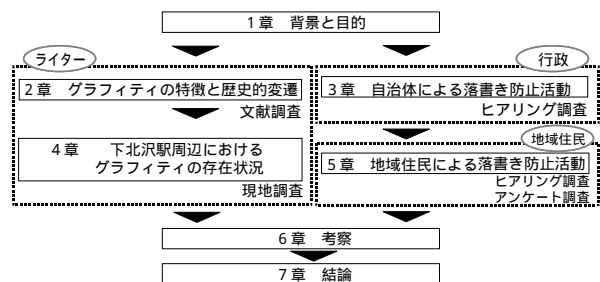 1章 背景と目的
ライター
2章 グラフィティの特徴と歴史的変遷
文献調査
4章 下北沢駅周辺における
グラフィティの存在状況
現地調査
行政
3章 自治体による落書き防止活動
ヒアリング調査
地域住民
5章 地域住民による落書き防止活動
ヒアリング調査
アンケート調査
6章 考察
7章 結論